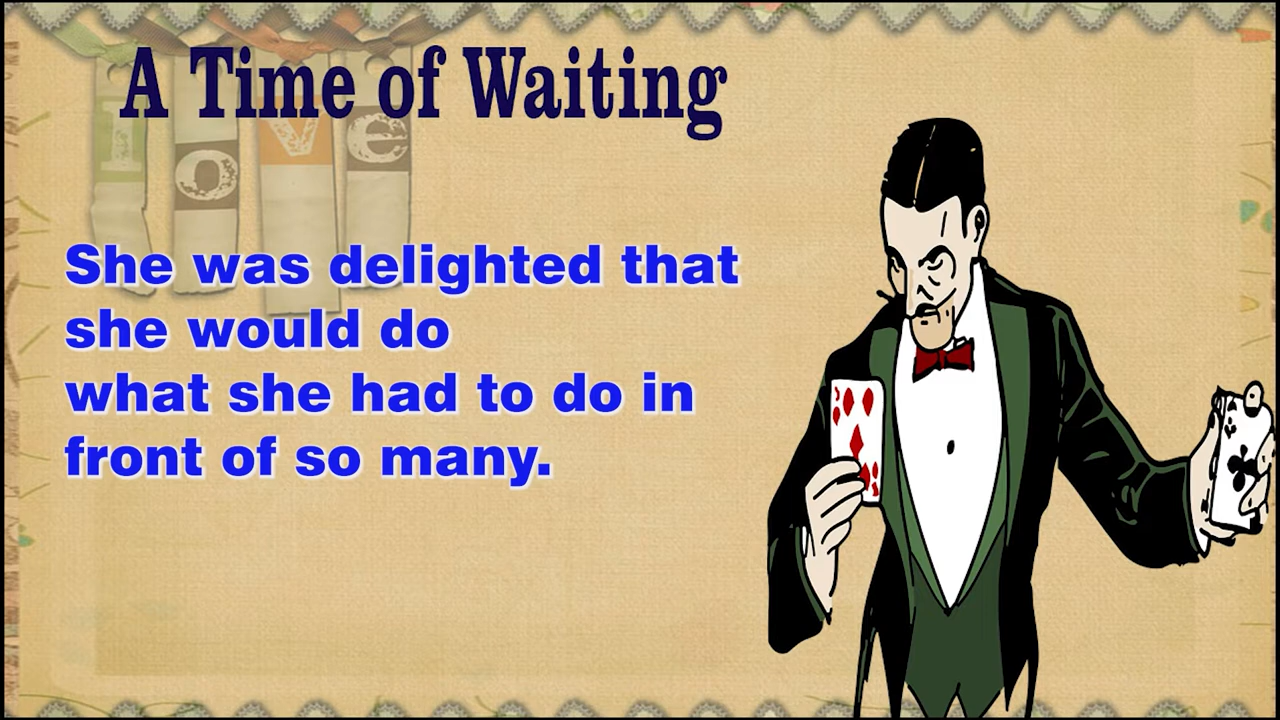 A Time of Waiting
love
She was delighted that
she would do
what she had to do in
front of so many.